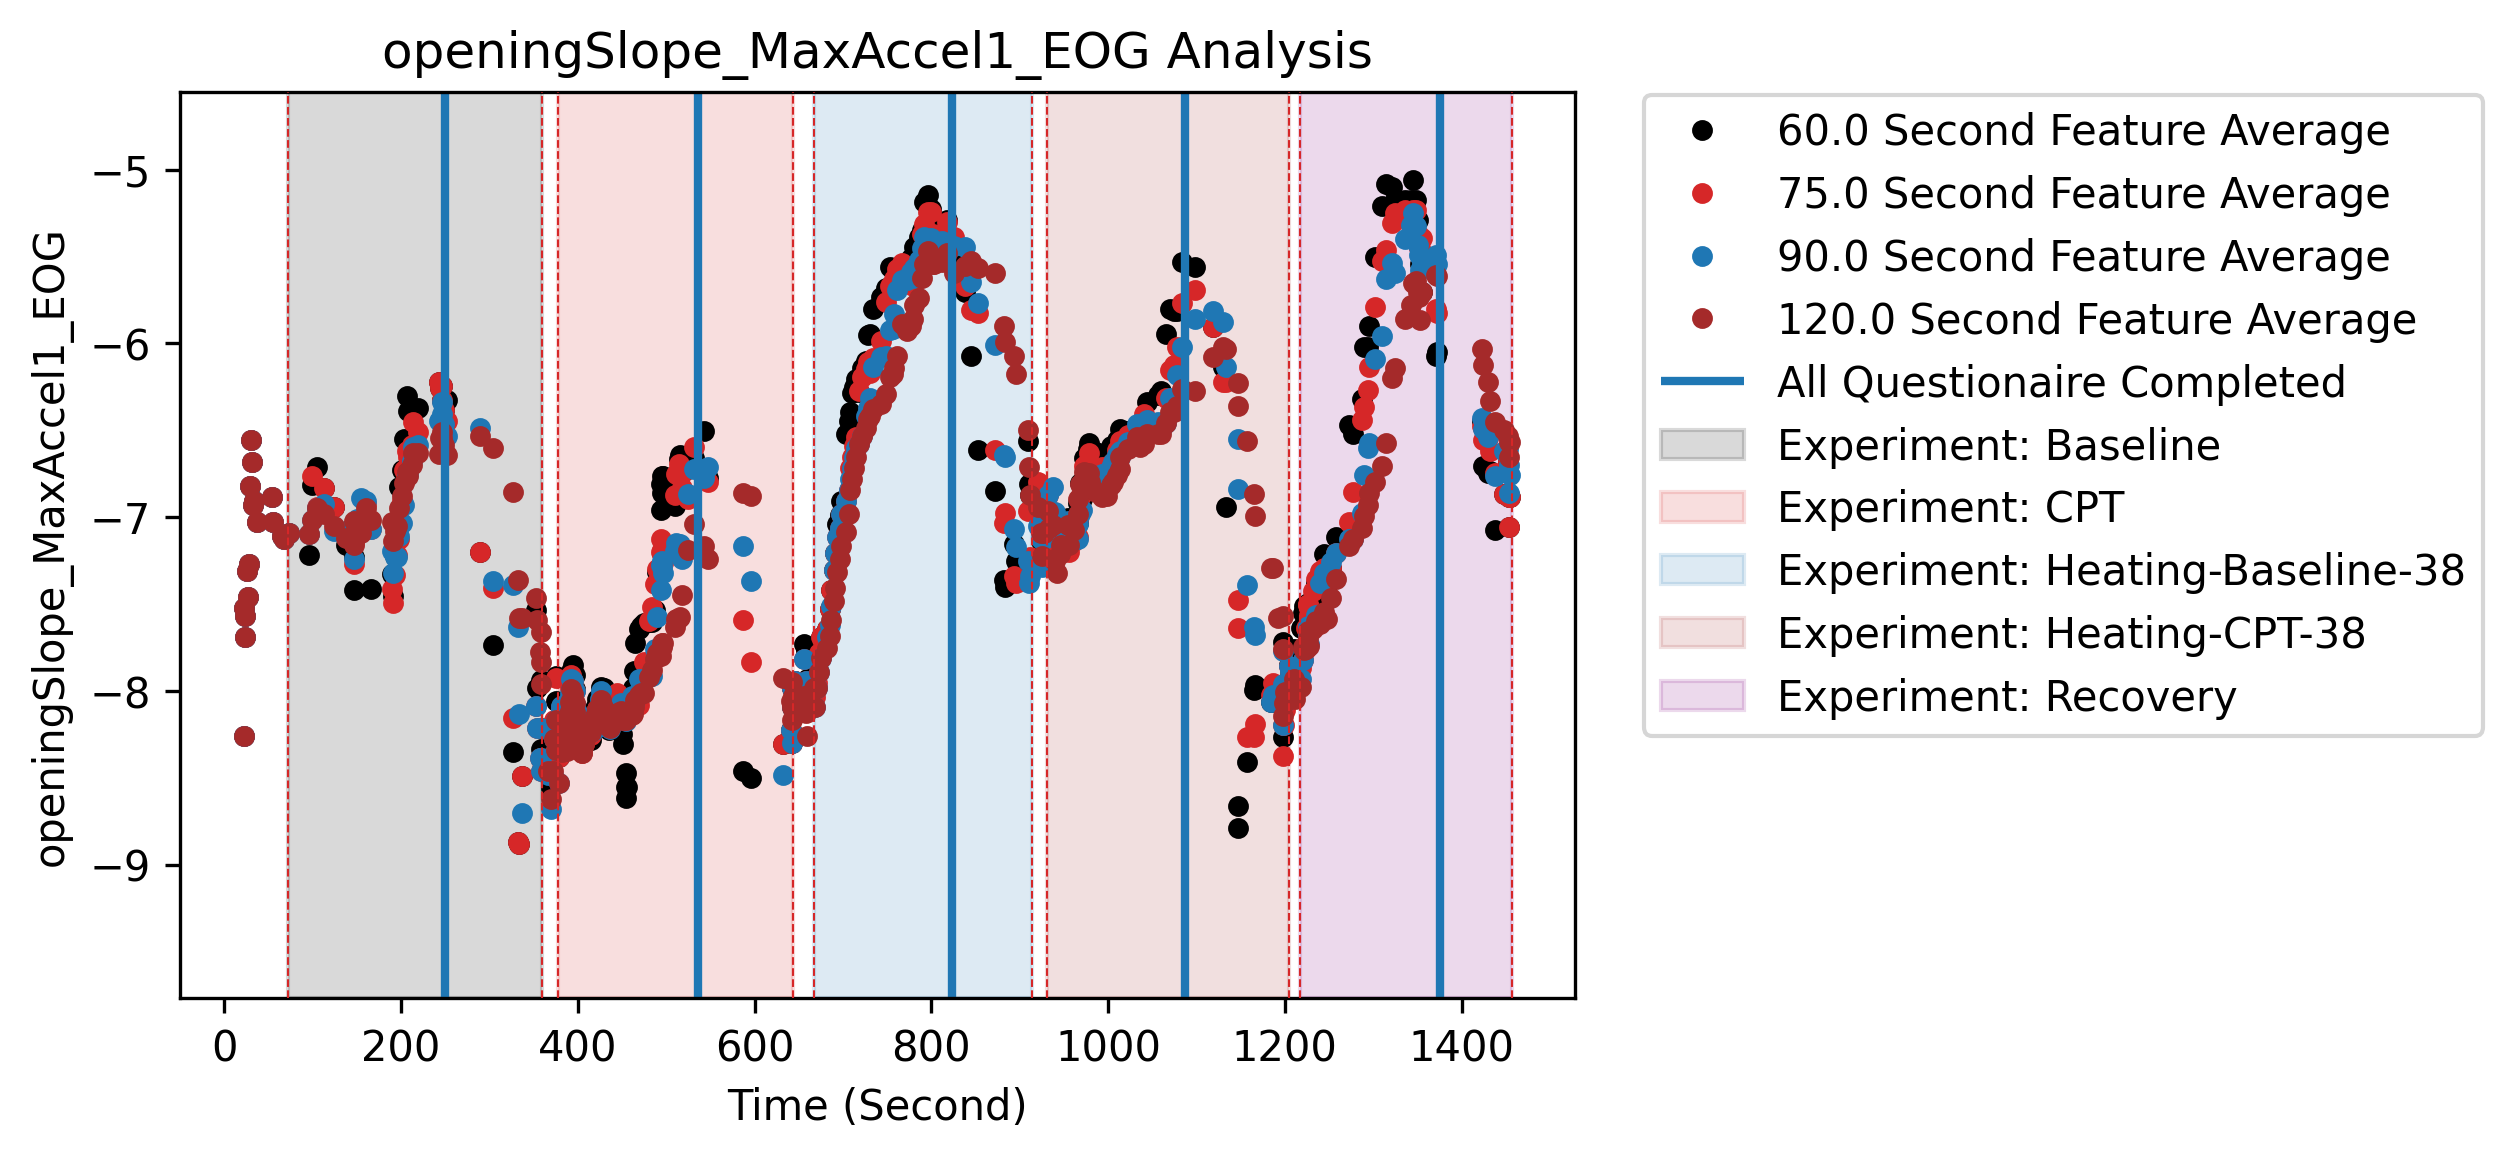 openingSlope_MaxAccel1_EOG Analysis
openingSlope_MaxAccel1_EOG
−5
−6
−7
−8
−9
0 200 400 600 800 1000 1200 1400
Time (Second)
60.0 Second Feature Average
75.0 Second Feature Average
90.0 Second Feature Average
120.0 Second Feature Average
All Questionaire Completed
Experiment: Baseline
Experiment: CPT
Experiment: Heating-Baseline-38
Experiment: Heating-CPT-38
Experiment: Recovery